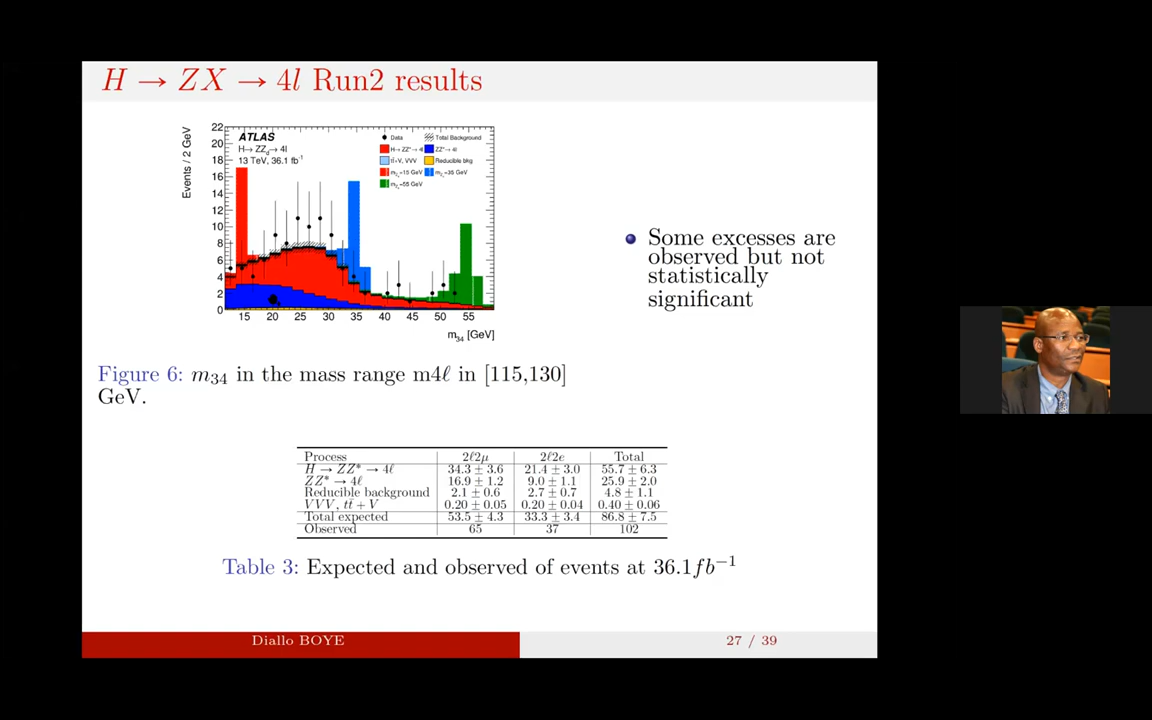 H → ZX → 4l Run2 results
Events / 2 GeV
22
20
18
16
14
12
10
8
6
4
2
0
ATLAS
H→ ZZ_d → 4l
13 TeV, 36.1 fb⁻¹
Data
Total Background
H→ ZZ* → 4l
ZZ*→ 4l
tt̄+V, VVV
Reducible bkg
=15 GeV
=35 GeV
=55 GeV
15 20 25 30 35 40 45 50 55
m₃₄ [GeV]
Some excesses are
observed but not
statistically
significant
Figure 6: m₃₄ in the mass range m4ℓ in [115,130]
GeV.
Process 2ℓ2μ 2ℓ2e Total
H → ZZ* → 4ℓ 34.3 ± 3.6 21.4 ± 3.0 55.7 ± 6.3
ZZ* → 4ℓ 16.9 ± 1.2 9.0 ± 1.1 25.9 ± 2.0
Reducible background 2.1 ± 0.6 2.7 ± 0.7 4.8 ± 1.1
VVV, tt̄ + V 0.20 ± 0.05 0.20 ± 0.04 0.40 ± 0.06
Total expected 53.5 ± 4.3 33.3 ± 3.4 86.8 ± 7.5
Observed 65 37 102
Table 3: Expected and observed of events at 36.1fb⁻¹
Diallo BOYE
27 / 39